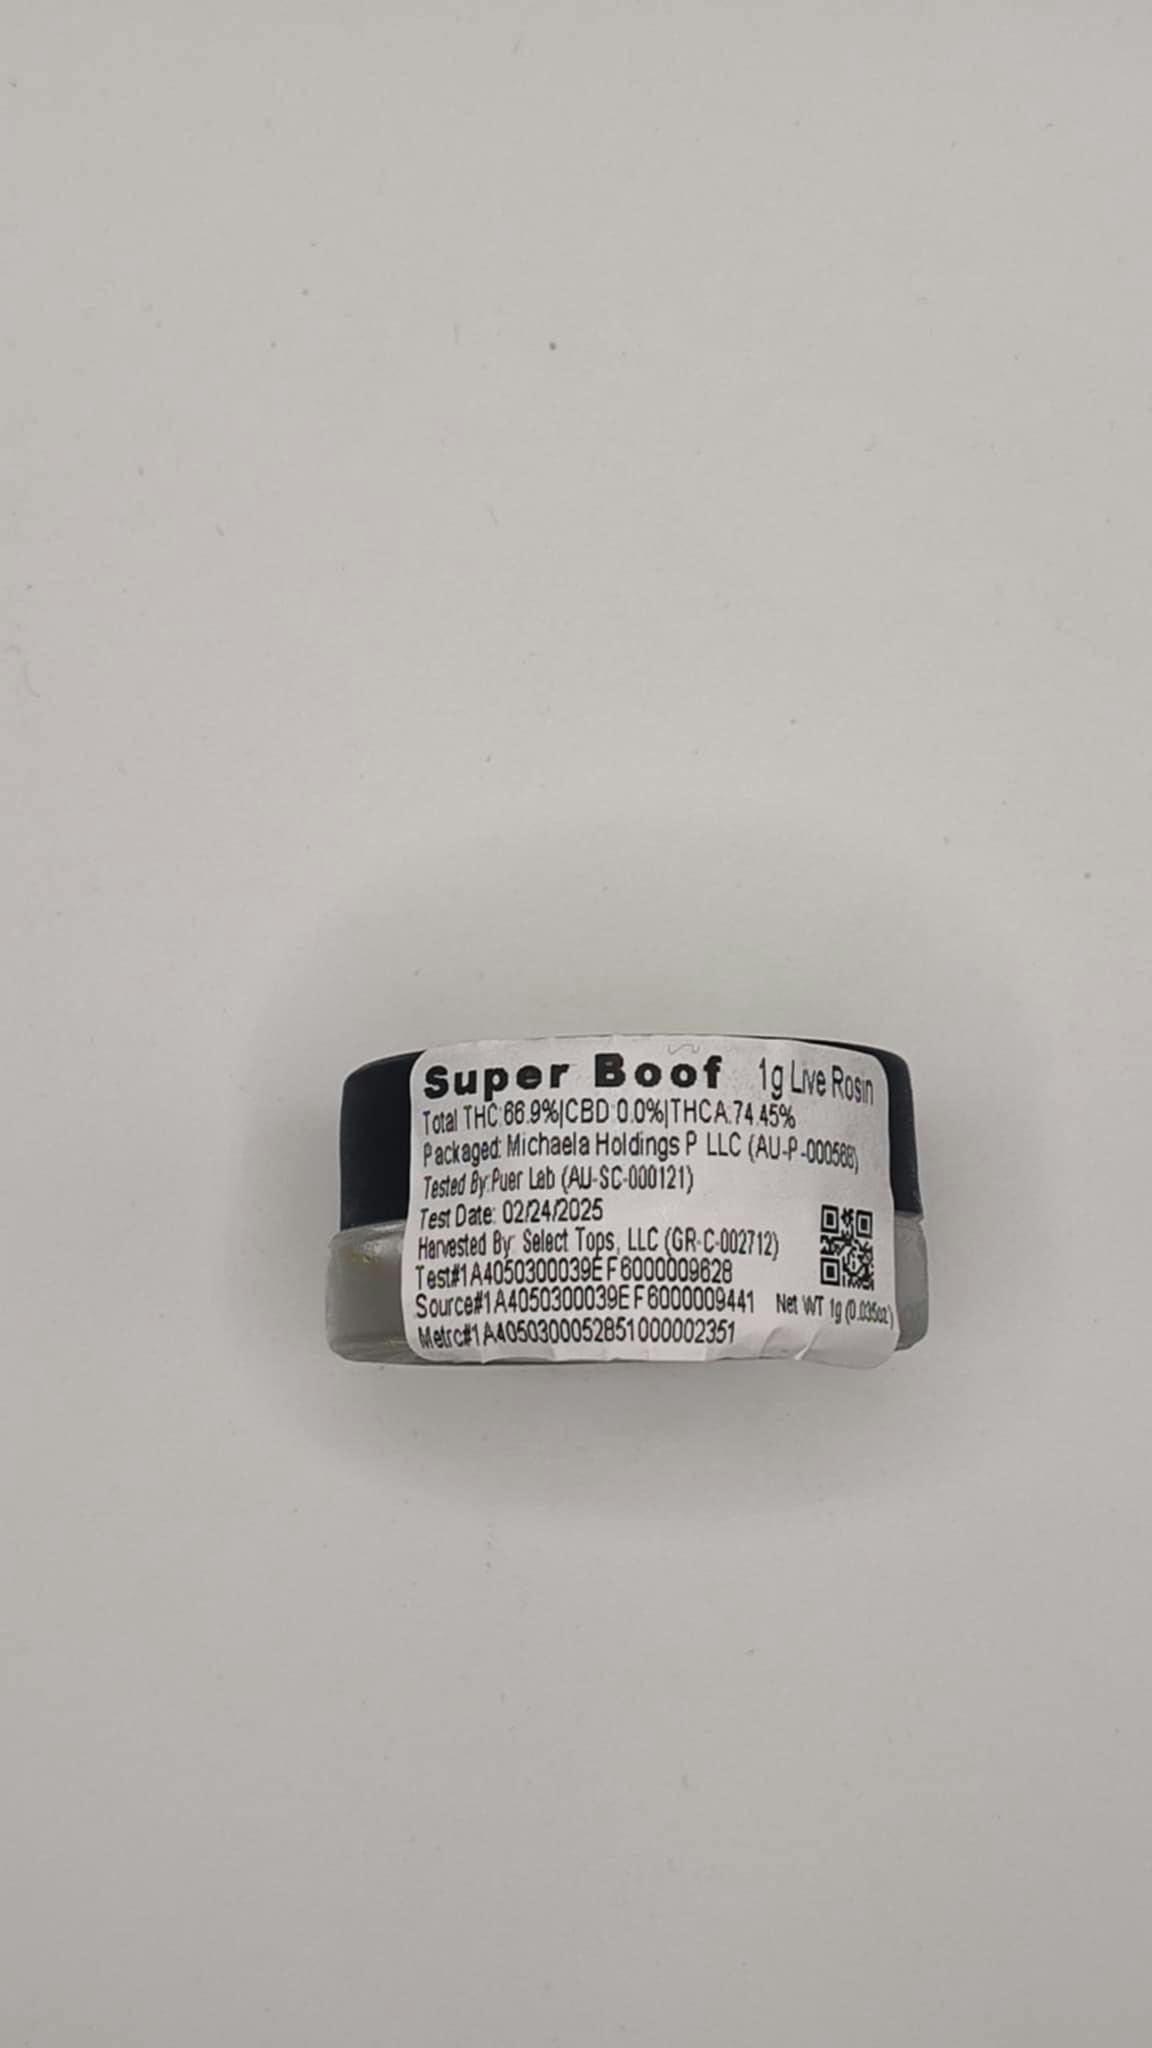 Super Boof 1g Live Rosin
Total THC:66.9%|CBD:0.0%|THCA:74.45%
Packaged: Michaela Holdings P LLC (AU-P-000588)
Tested By:Puer Lab (AU-SC-000121)
Test Date: 02/24/2025
Harvested By: Select Tops, LLC (GR-C-002712)
Test#1A4050300039EF6000009628
Source#1A4050300039EF6000009441 Net WT 1g (0.035oz)
Metrc#1A4050300052851000002351